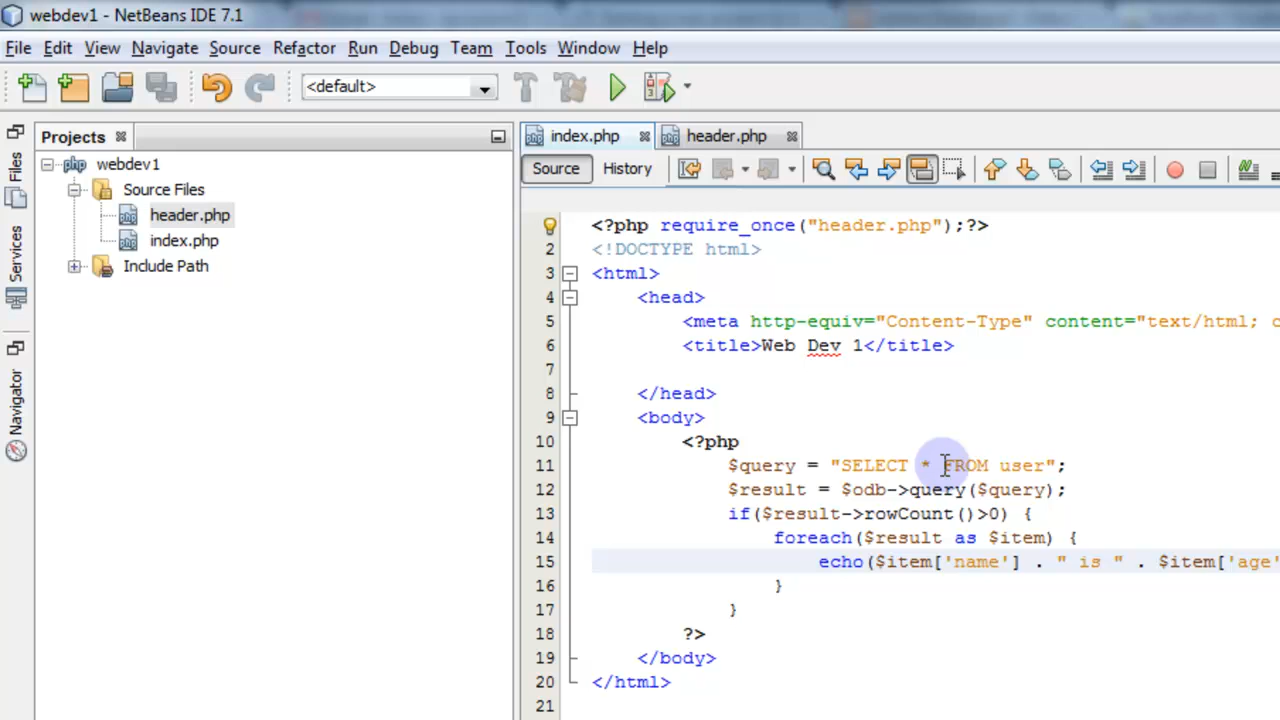 webdev1 - NetBeans IDE 7.1
File Edit View Navigate Source Refactor Run Debug Team Tools Window Help
<default>
Files
Services
Navigator
Projects
webdev1
Source Files
header.php
index.php
Include Path
index.php header.php
Source History
<?php require_once("header.php");?>
2 <!DOCTYPE html>
3 <html>
4 <head>
5 <meta http-equiv="Content-Type" content="text/html; c
6 <title>Web Dev 1</title>
7
8 </head>
9 <body>
10 <?php
11 $query = "SELECT * FROM user";
12 $result = $odb->query($query);
13 if($result->rowCount()>0) {
14 foreach($result as $item) {
15 echo($item['name'] . " is " . $item['age'
16 }
17 }
18 ?>
19 </body>
20 </html>
21